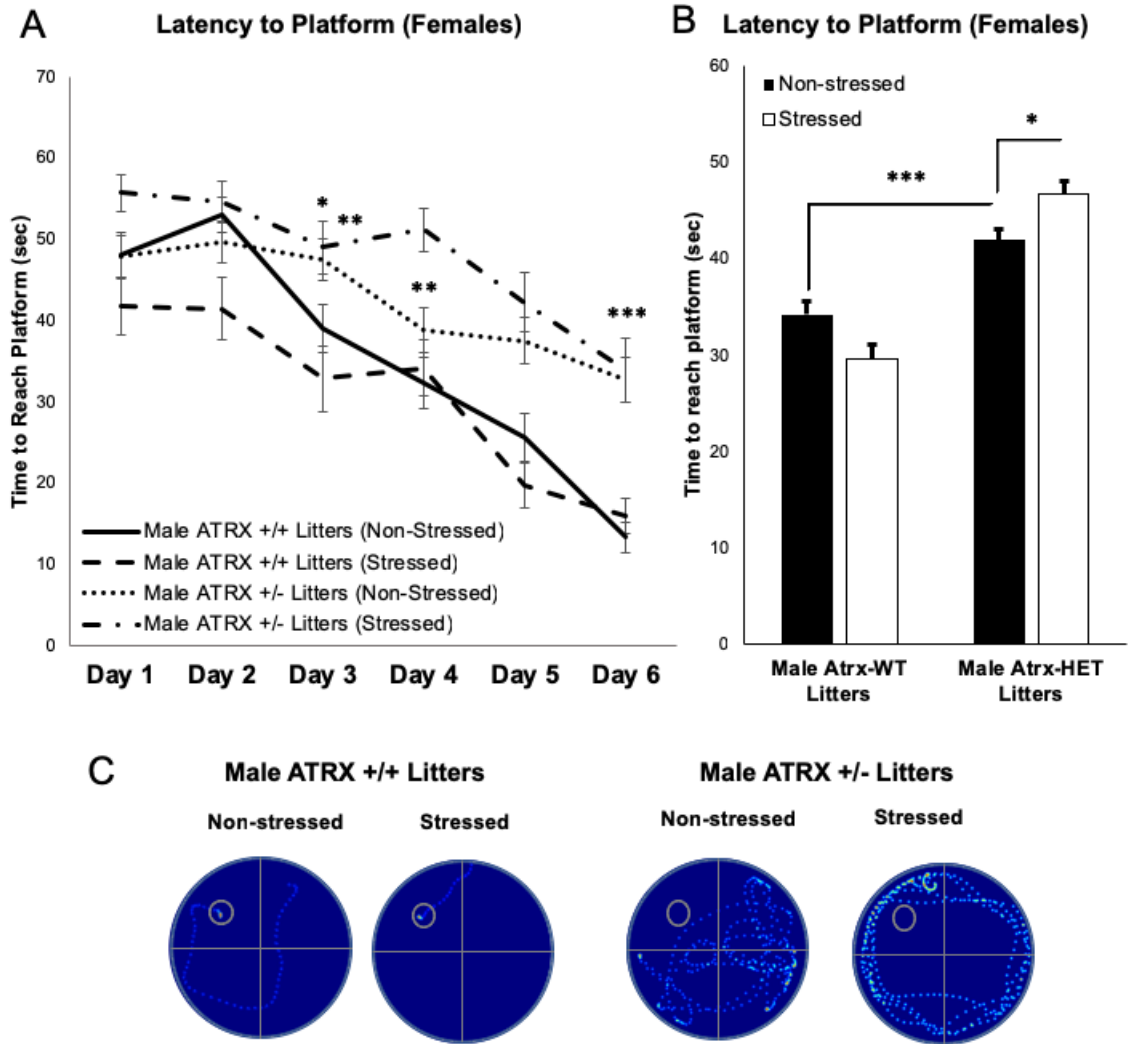 A
Latency to Platform (Females)
70
60
50
40
30
20
10
0
Time to Reach Platform (sec)
*
**
**
***
Male ATRX +/+ Litters (Non-Stressed)
Male ATRX +/+ Litters (Stressed)
Male ATRX +/- Litters (Non-Stressed)
Male ATRX +/- Litters (Stressed)
Day 1 Day 2 Day 3 Day 4 Day 5 Day 6
B
Latency to Platform (Females)
60
50
40
30
20
10
0
Time to reach platform (sec)
Non-stressed
Stressed
***
*
Male Atrx-WT
Litters
Male Atrx-HET
Litters
C
Male ATRX +/+ Litters
Non-stressed
Stressed
Male ATRX +/- Litters
Non-stressed
Stressed